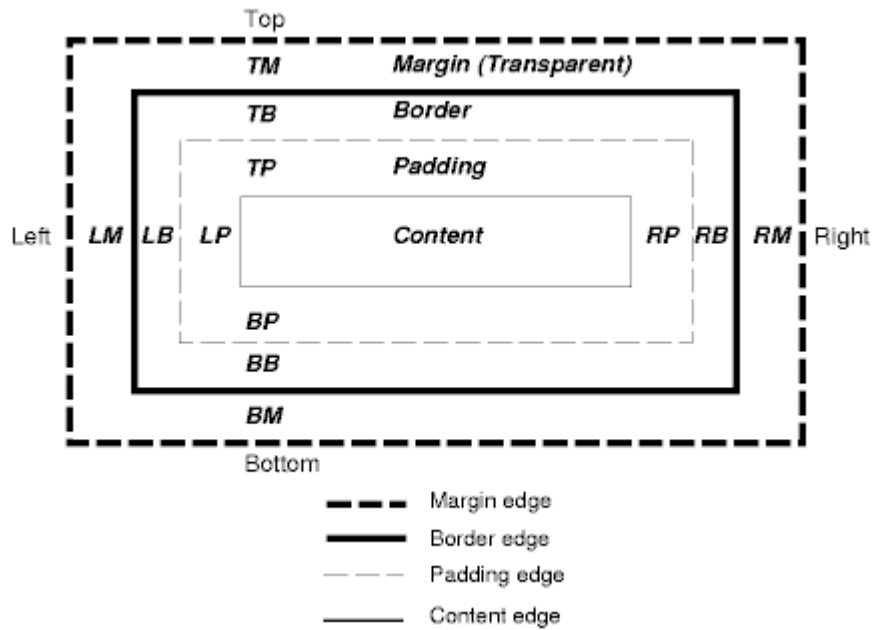 Top
TM Margin (Transparent)
TB Border
TP Padding
Left LM LB LP Content RP RB RM Right
BP
BB
BM
Bottom
Margin edge
Border edge
Padding edge
Content edge